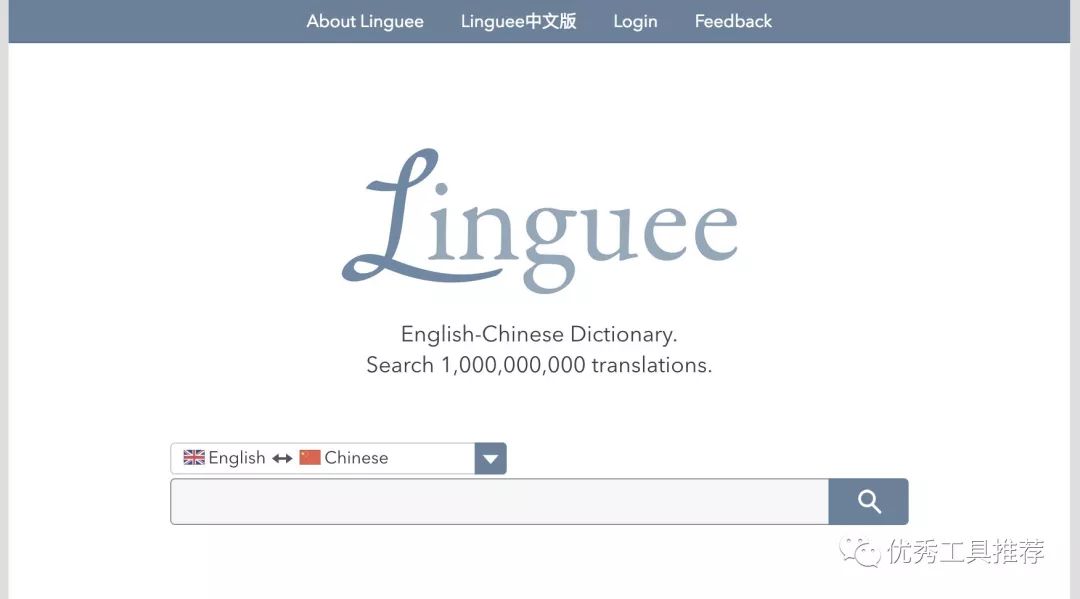 About Linguee Linguee中文版 Login Feedback
Linguee
English-Chinese Dictionary.
Search 1,000,000,000 translations.
English ↔ Chinese
优秀工具推荐